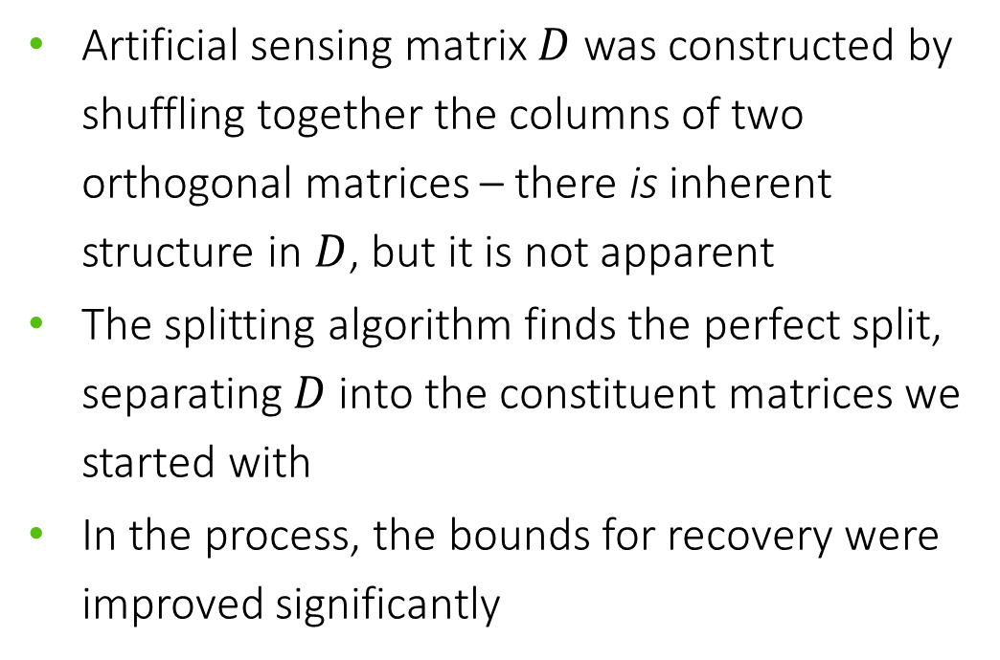 • Artificial sensing matrix D was constructed by
shuffling together the columns of two
orthogonal matrices – there is inherent
structure in D, but it is not apparent
• The splitting algorithm finds the perfect split,
separating D into the constituent matrices we
started with
• In the process, the bounds for recovery were
improved significantly